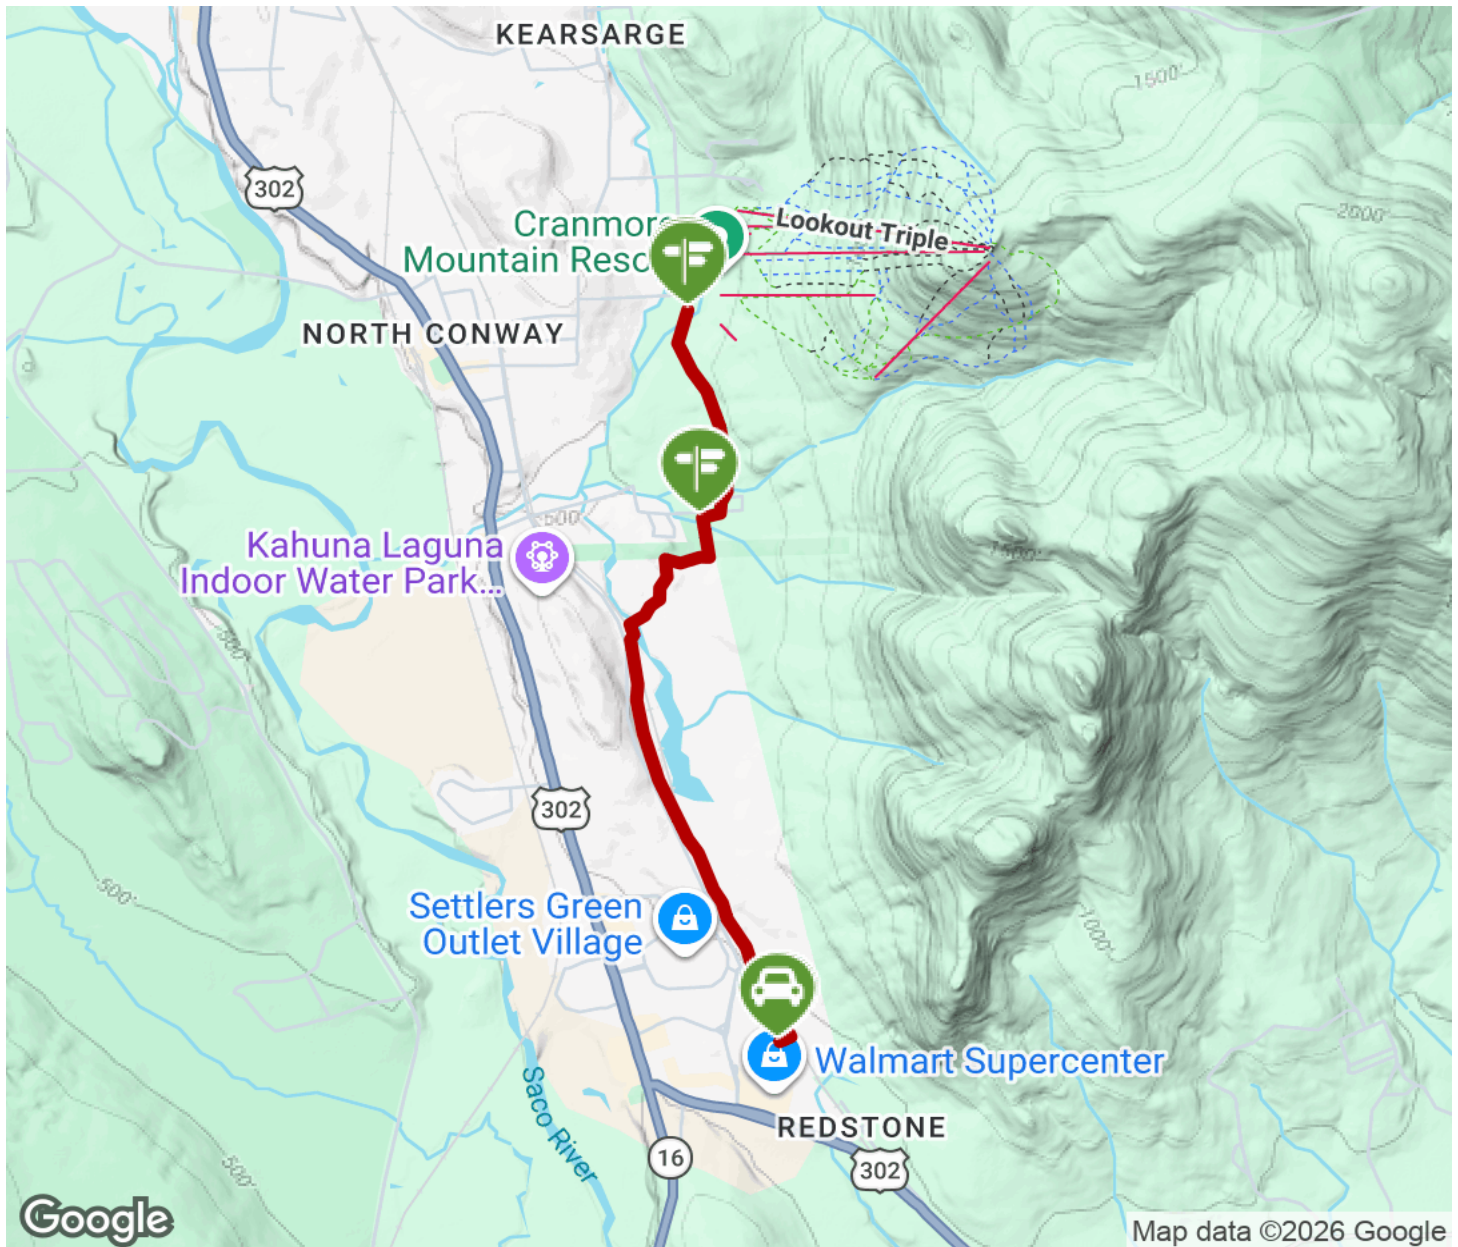 KEARSARGE
1500'
302
2000'
Cranmore
Mountain Reso
Lookout Triple
NORTH CONWAY
500
Kahuna Laguna
Indoor Water Park...
1500'
500'
302
500'
Settlers Green
Outlet Village
1000'
Walmart Supercenter
Saco River
REDSTONE
16
302
500'
Google
Map data ©2026 Google